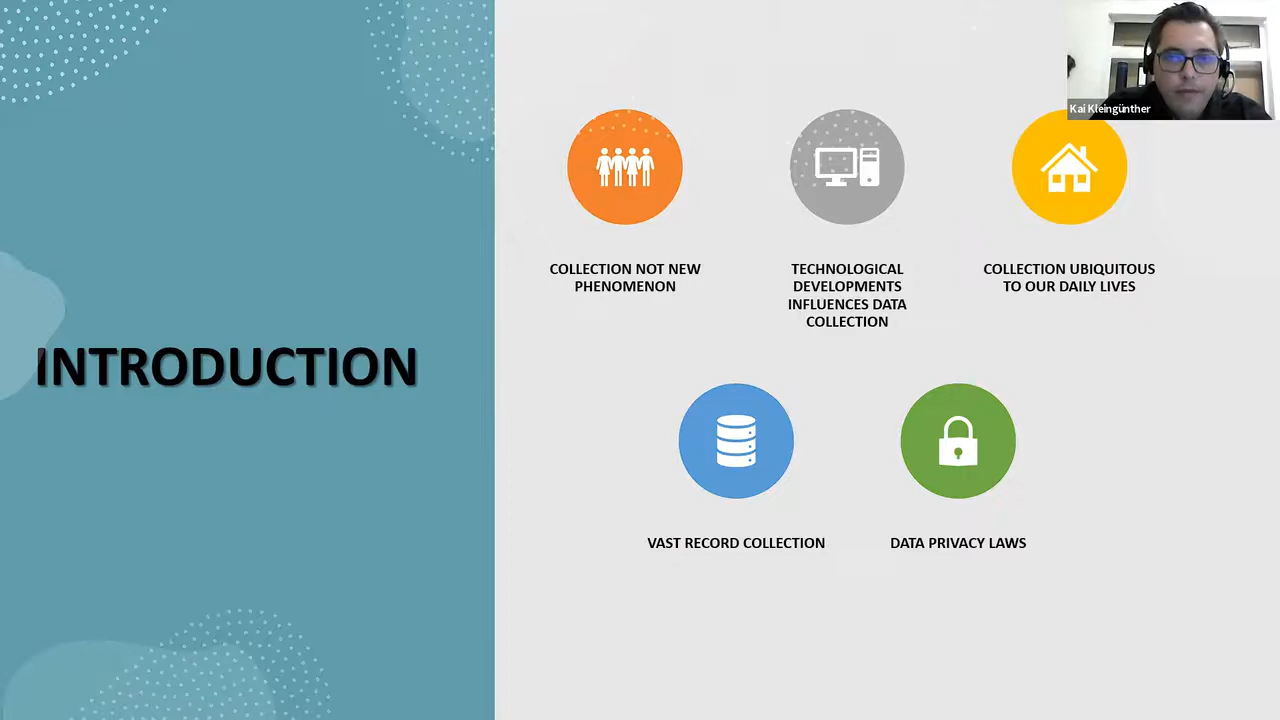 Kai Kleingünther
INTRODUCTION
COLLECTION NOT NEW
PHENOMENON
TECHNOLOGICAL
DEVELOPMENTS
INFLUENCES DATA
COLLECTION
COLLECTION UBIQUITOUS
TO OUR DAILY LIVES
VAST RECORD COLLECTION
DATA PRIVACY LAWS